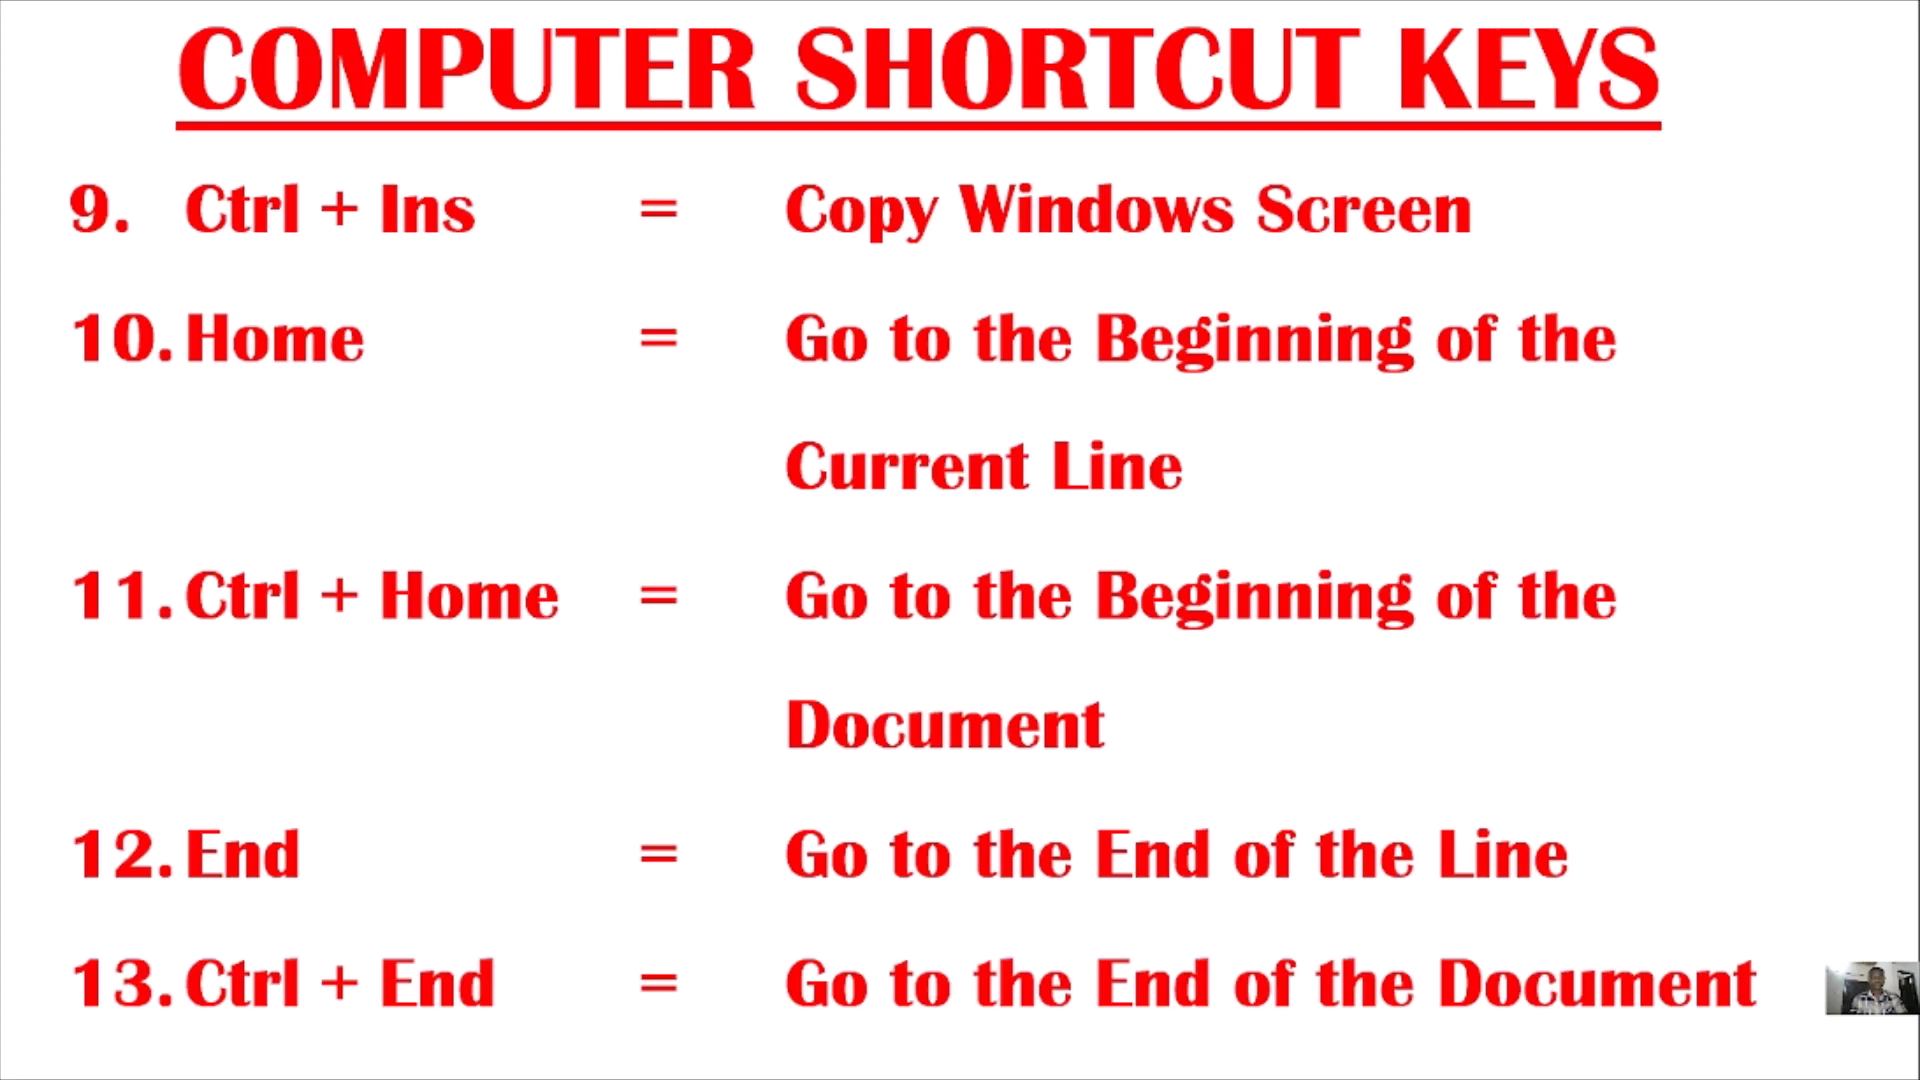 COMPUTER SHORTCUT KEYS
9. Ctrl + Ins = Copy Windows Screen
10. Home = Go to the Beginning of the
Current Line
11. Ctrl + Home = Go to the Beginning of the
Document
12. End = Go to the End of the Line
13. Ctrl + End = Go to the End of the Document